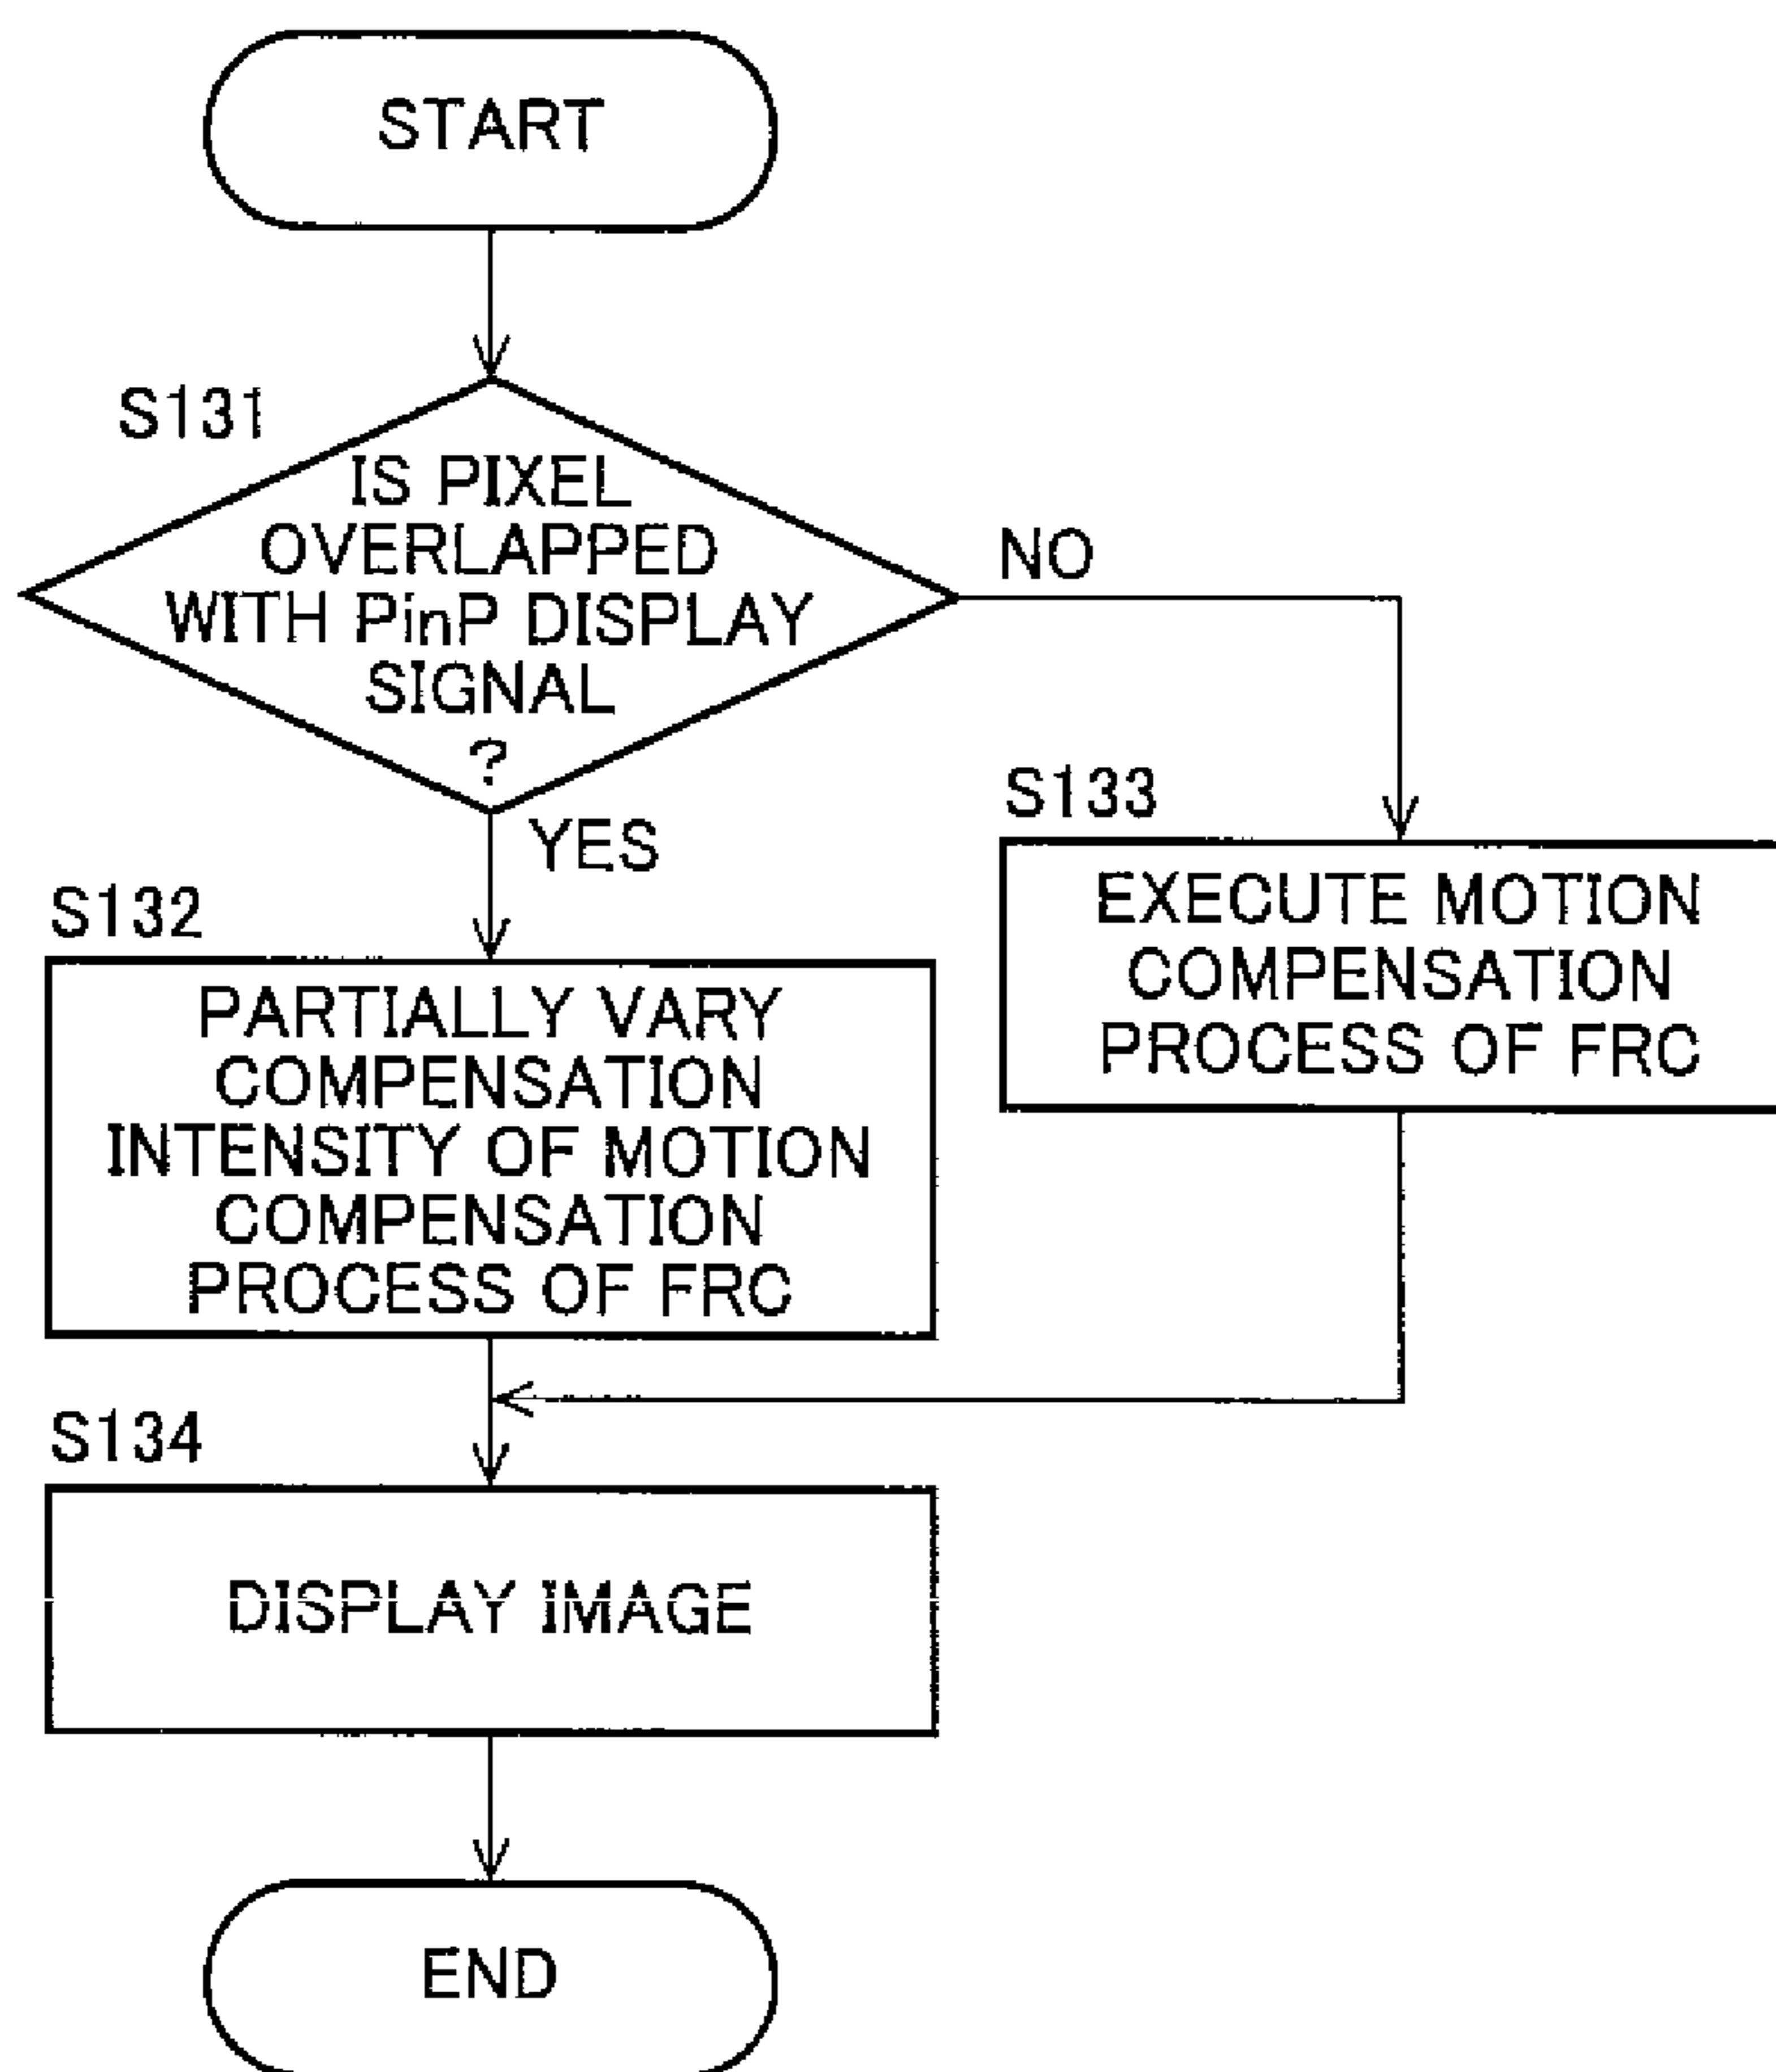 START
S131
IS PIXEL
OVERLAPPED
WITH PinP DISPLAY
SIGNAL
?
NO
YES
S132
PARTIALLY VARY
COMPENSATION
INTENSITY OF MOTION
COMPENSATION
PROCESS OF FRC
S133
EXECUTE MOTION
COMPENSATION
PROCESS OF FRC
S134
DISPLAY IMAGE
END